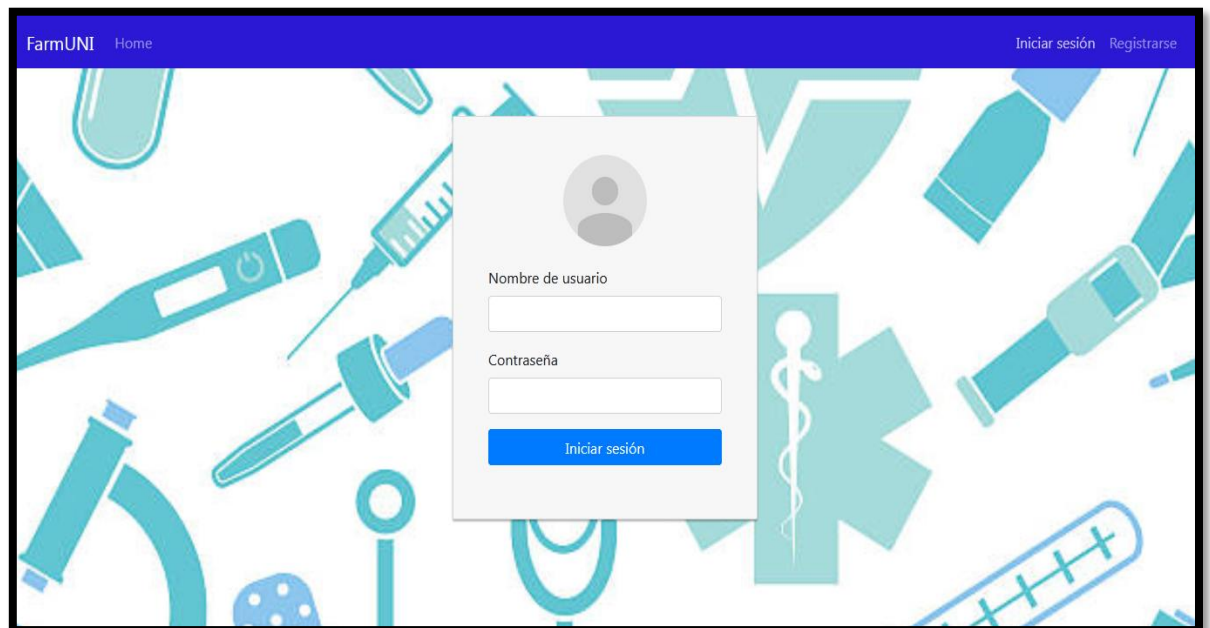 FarmUNI Home Iniciar sesión Registrarse
Nombre de usuario
Contraseña
Iniciar sesión